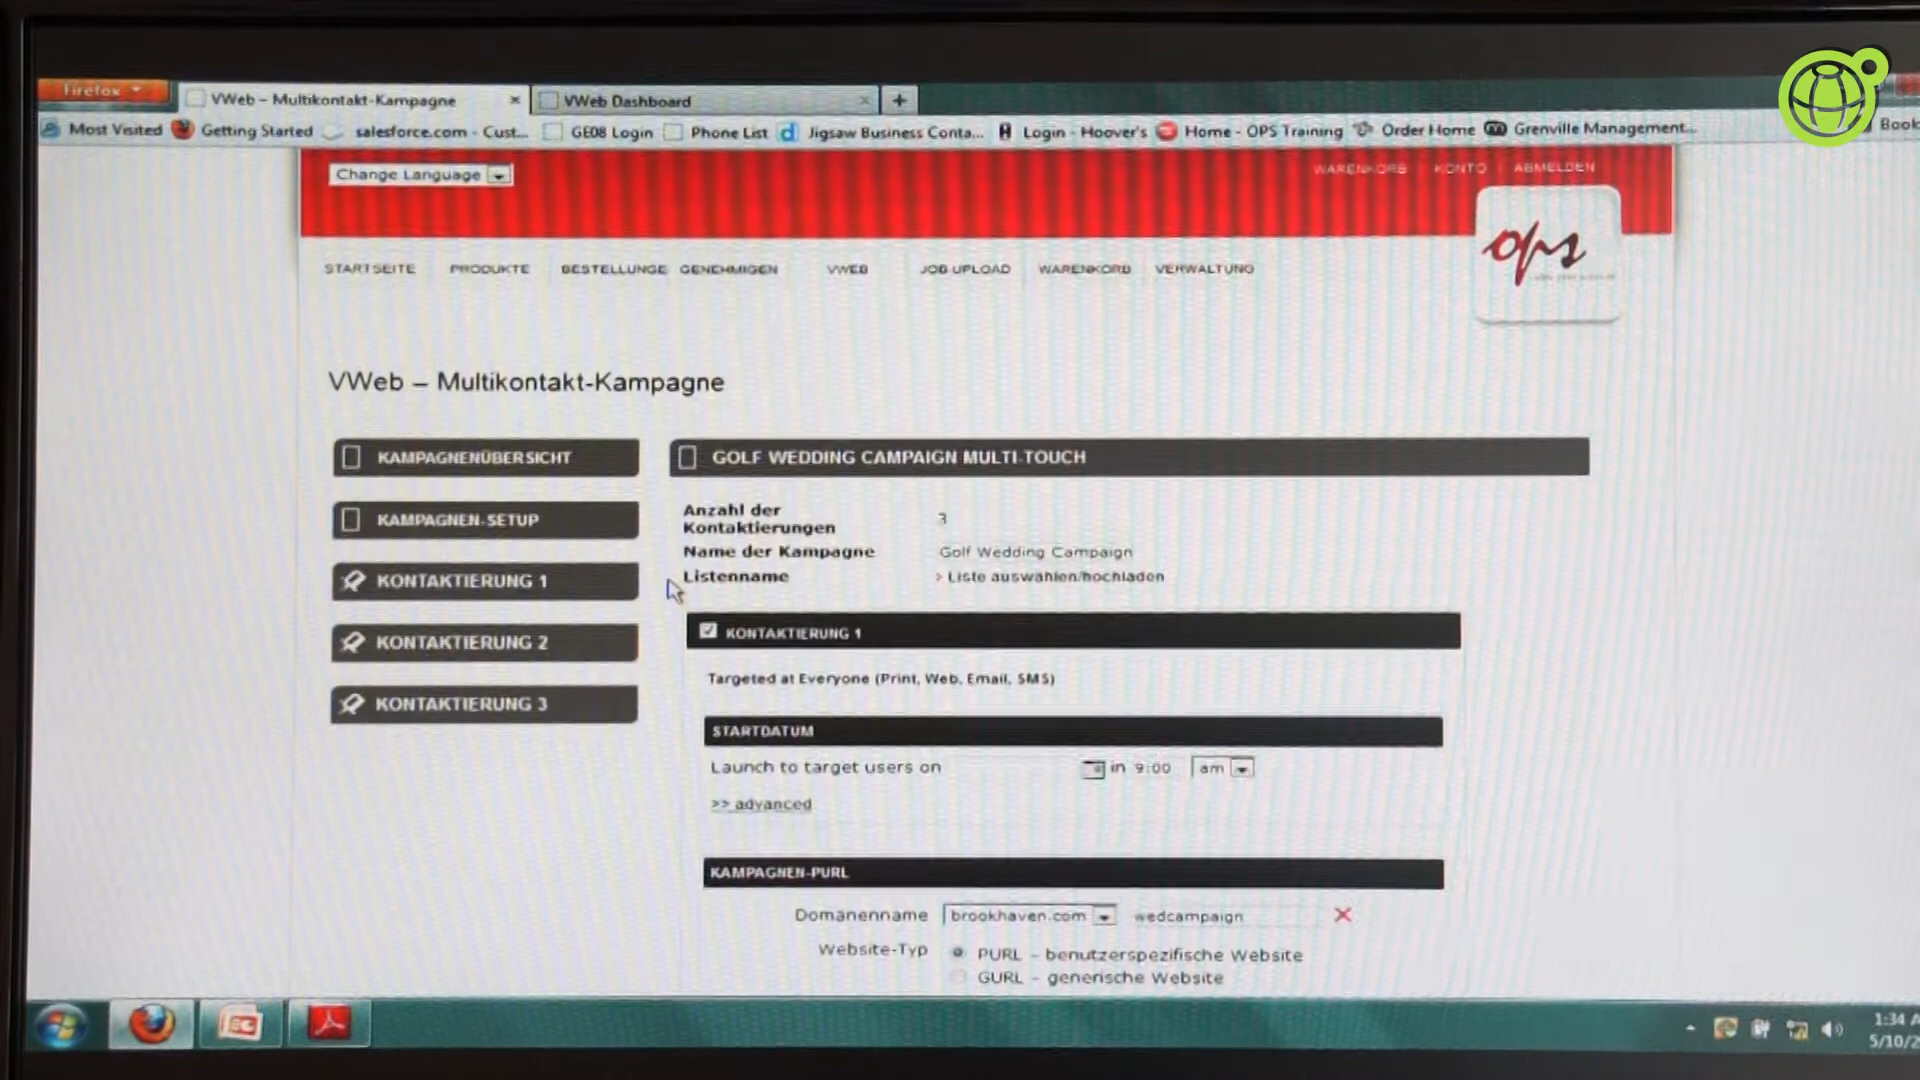 Firefox
VWeb – Multikontakt-Kampagne
VWeb Dashboard
Most Visited Getting Started salesforce.com - Cust... GE08 Login Phone List Jigsaw Business Conta... Login - Hoover's Home - OPS Training Order Home Grenville Management...
Change Language
WARENKORB KONTO ABMELDEN
ops
STARTSEITE PRODUKTE BESTELLUNGE GENEHMIGEN VWEB JOB UPLOAD WARENKORB VERWALTUNG
VWeb – Multikontakt-Kampagne
KAMPAGNENÜBERSICHT
KAMPAGNEN-SETUP
KONTAKTIERUNG 1
KONTAKTIERUNG 2
KONTAKTIERUNG 3
GOLF WEDDING CAMPAIGN MULTI-TOUCH
Anzahl der
Kontaktierungen 3
Name der Kampagne Golf Wedding Campaign
Listenname > Liste auswählen/hochladen
KONTAKTIERUNG 1
Targeted at Everyone (Print, Web, Email, SMS)
STARTDATUM
Launch to target users on in 9:00 am
>> advanced
KAMPAGNEN-PURL
Domänenname brookhaven.com wedcampaign
Website-Typ PURL – benutzerspezifische Website
GURL – generische Website
1:34 A
5/10/2